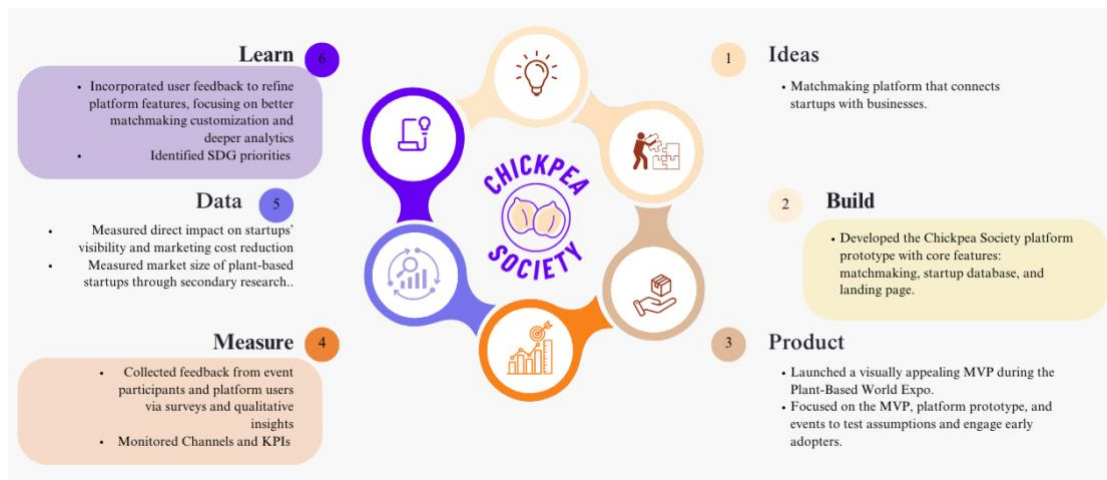 1
Ideas
• Matchmaking platform that connects
startups with businesses.
2
Build
• Developed the Chickpea Society platform
prototype with core features:
matchmaking, startup database, and
landing page.
3
Product
• Launched a visually appealing MVP during the
Plant-Based World Expo.
• Focused on the MVP, platform prototype, and
events to test assumptions and engage early
adopters.
Measure
4
• Collected feedback from event
participants and platform users
via surveys and qualitative
insights
• Monitored Channels and KPIs
Data
5
• Measured direct impact on startups'
visibility and marketing cost reduction
• Measured market size of plant-based
startups through secondary research..
Learn
6
• Incorporated user feedback to refine
platform features, focusing on better
matchmaking customization and
deeper analytics
• Identified SDG priorities
CHICKPEA
SOCIETY